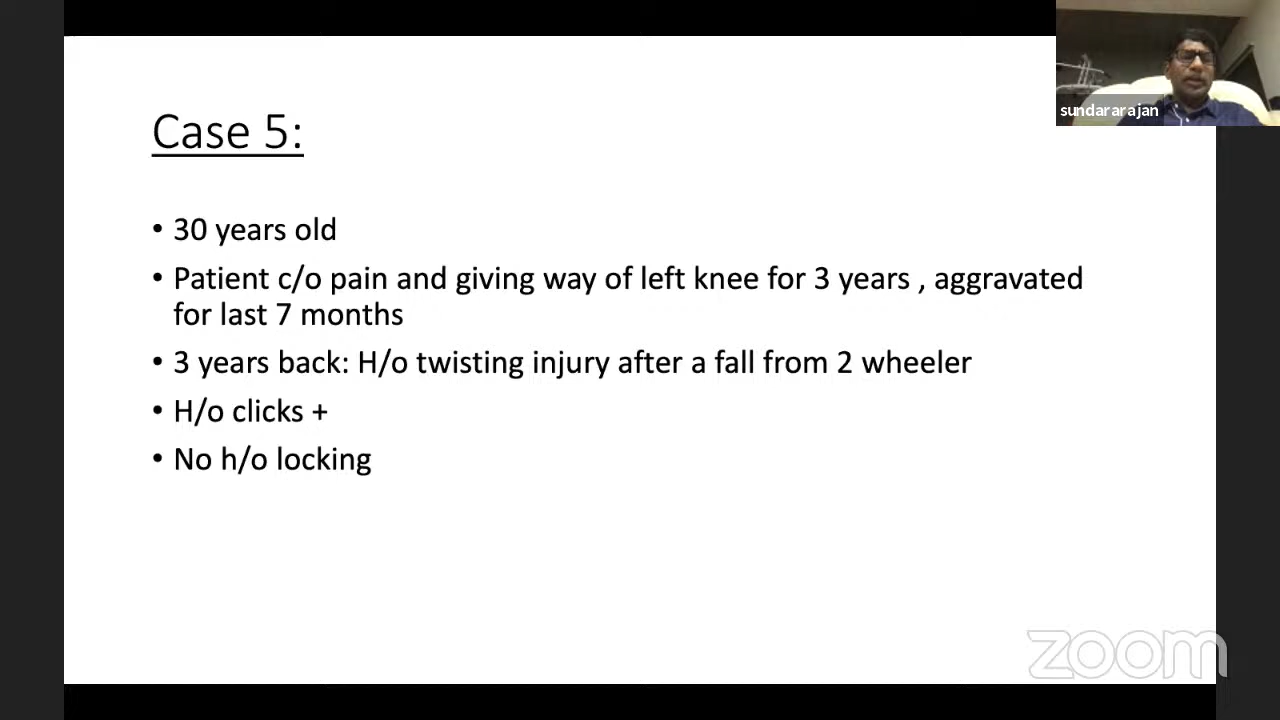 sundararajan
Case 5:
• 30 years old
• Patient c/o pain and giving way of left knee for 3 years , aggravated
for last 7 months
• 3 years back: H/o twisting injury after a fall from 2 wheeler
• H/o clicks +
• No h/o locking
zoom